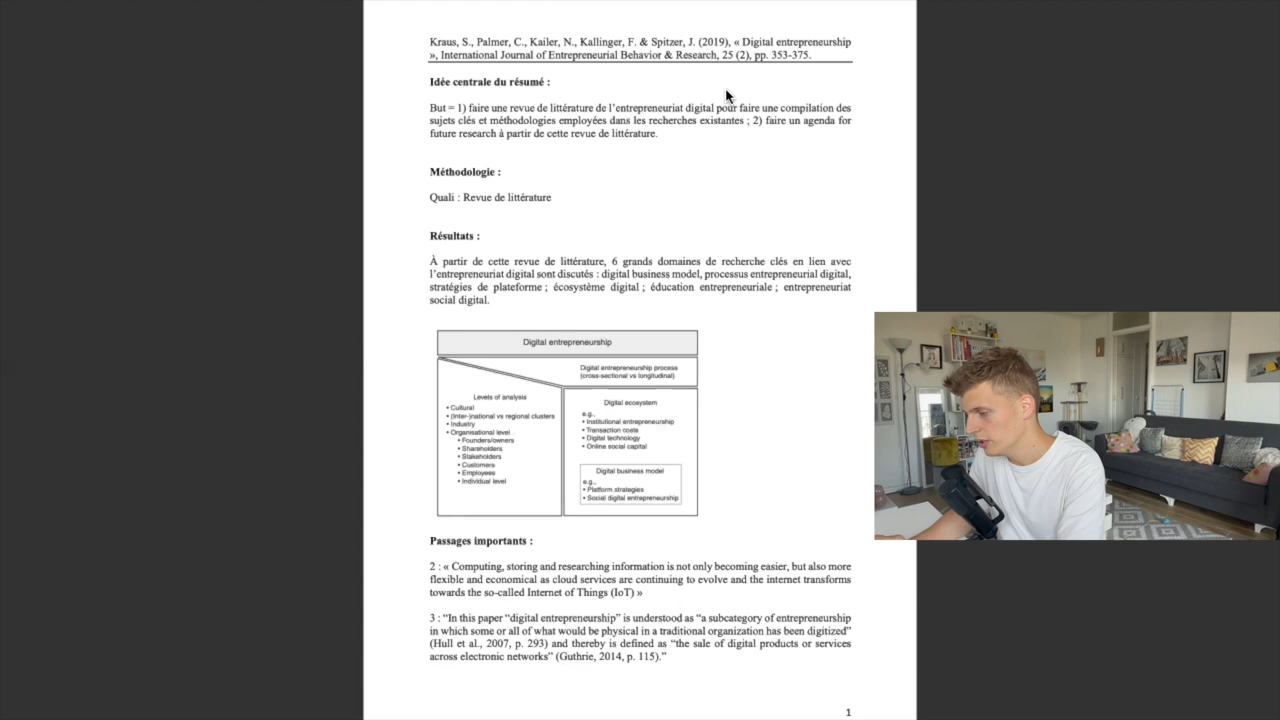 Kraus, S., Palmer, C., Kailer, N., Kallinger, F. & Spitzer, J. (2019), « Digital entrepreneurship
», International Journal of Entrepreneurial Behavior & Research, 25 (2), pp. 353-375.
Idée centrale du résumé :
But = 1) faire une revue de littérature de l'entrepreneuriat digital pour faire une compilation des
sujets clés et méthodologies employées dans les recherches existantes ; 2) faire un agenda for
future research à partir de cette revue de littérature.
Méthodologie :
Quali : Revue de littérature
Résultats :
À partir de cette revue de littérature, 6 grands domaines de recherche clés en lien avec
l'entrepreneuriat digital sont discutés : digital business model, processus entrepreneurial digital,
stratégies de plateforme ; écosystème digital ; éducation entrepreneuriale ; entrepreneuriat
social digital.
Digital entrepreneurship
Digital entrepreneurship process
(cross-sectional vs longitudinal)
Levels of analysis
• Cultural
• (Inter-)national vs regional clusters
• Industry
• Organisational level
• Founders/owners
• Shareholders
• Stakeholders
• Customers
• Employees
• Individual level
Digital ecosystem
e.g.,
• Institutional entrepreneurship
• Transaction costs
• Digital technology
• Online social capital
Digital business model
e.g.,
• Platform strategies
• Social digital entrepreneurship
Passages importants :
2 : « Computing, storing and researching information is not only becoming easier, but also more
flexible and economical as cloud services are continuing to evolve and the internet transforms
towards the so-called Internet of Things (IoT) »
3 : "In this paper "digital entrepreneurship" is understood as "a subcategory of entrepreneurship
in which some or all of what would be physical in a traditional organization has been digitized"
(Hull et al., 2007, p. 293) and thereby is defined as "the sale of digital products or services
across electronic networks" (Guthrie, 2014, p. 115)."
1